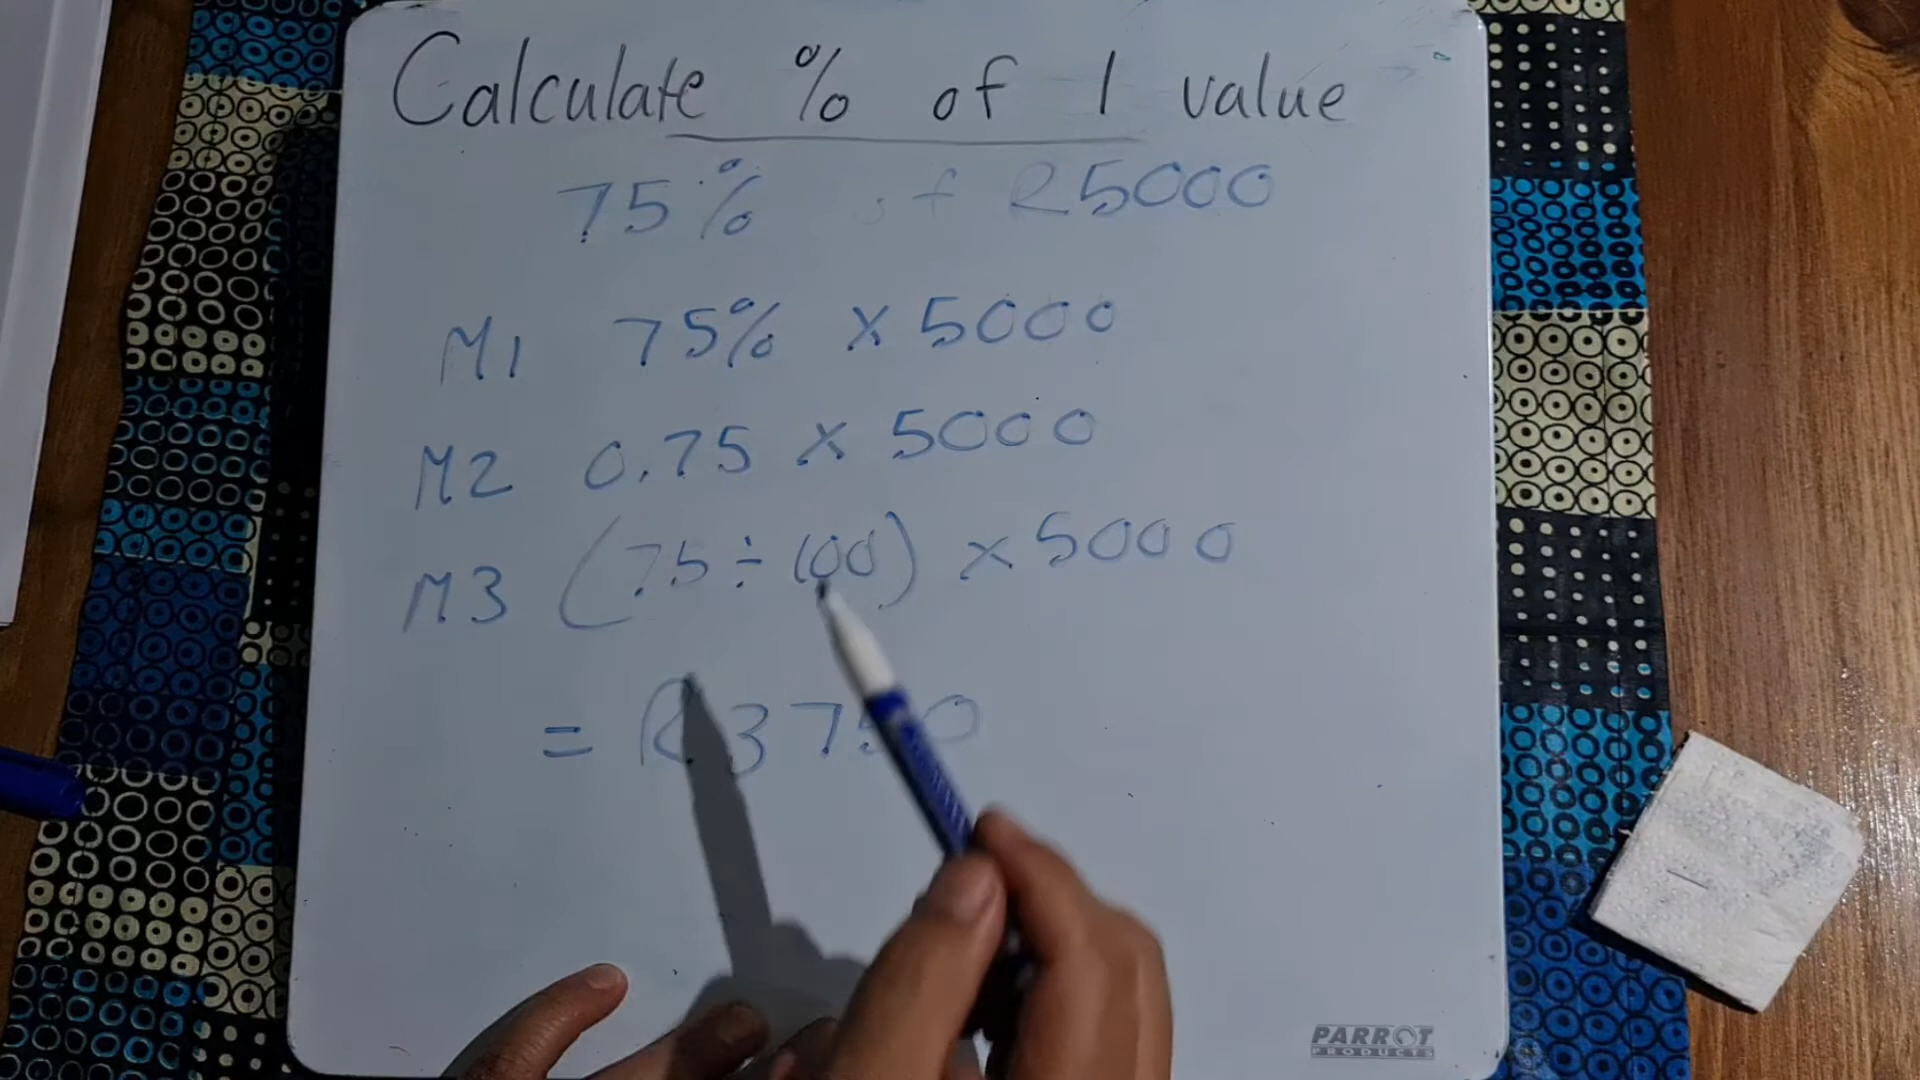 Calculate % of 1 value
75% of R5000
M1 75% × 5000
M2 0.75 × 5000
M3 (75 ÷ 100) × 5000
= R3750
PARROT
PRODUCTS